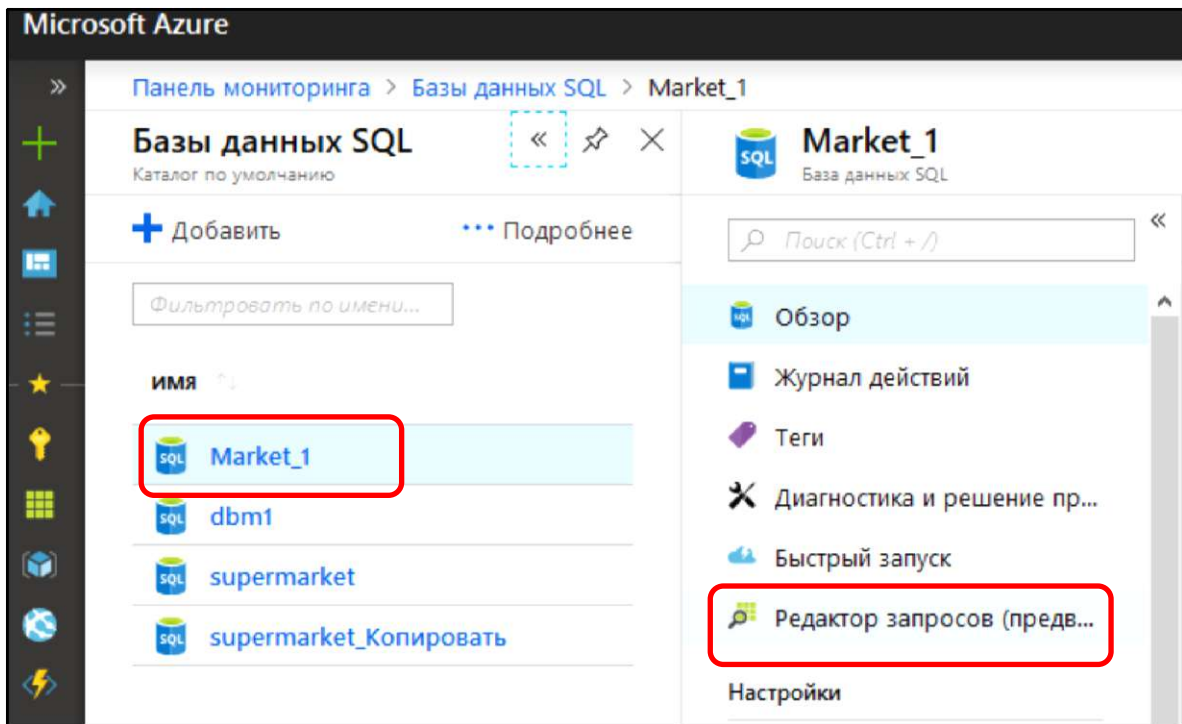 Microsoft Azure
Панель мониторинга > Базы данных SQL > Market_1
Базы данных SQL
Каталог по умолчанию
Добавить
Подробнее
Фильтровать по имени...
ИМЯ
SQL Market_1
SQL dbm1
SQL supermarket
SQL supermarket_Копировать
SQL Market_1
База данных SQL
Поиск (Ctrl + /)
SQL Обзор
Журнал действий
Теги
Диагностика и решение пр...
Быстрый запуск
Редактор запросов (предв...
Настройки